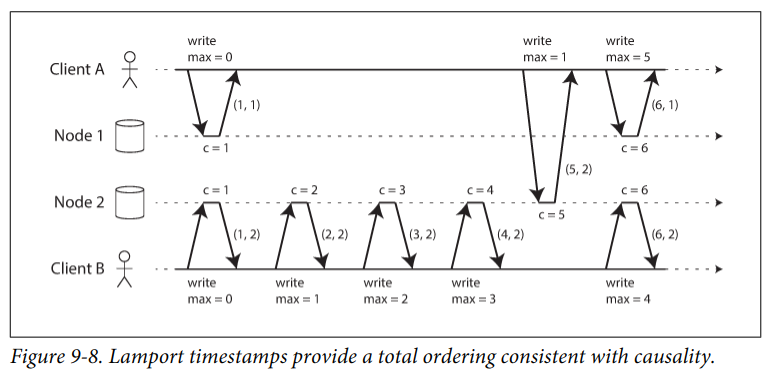 write write write
max = 0 max = 1 max = 5
Client A
(1, 1) (6, 1)
Node 1
c = 1 c = 6
(5, 2)
c = 1 c = 2 c = 3 c = 4 c = 6
Node 2
c = 5
(1, 2) (2, 2) (3, 2) (4, 2) (6, 2)
Client B
write write write write write
max = 0 max = 1 max = 2 max = 3 max = 4
Figure 9-8. Lamport timestamps provide a total ordering consistent with causality.